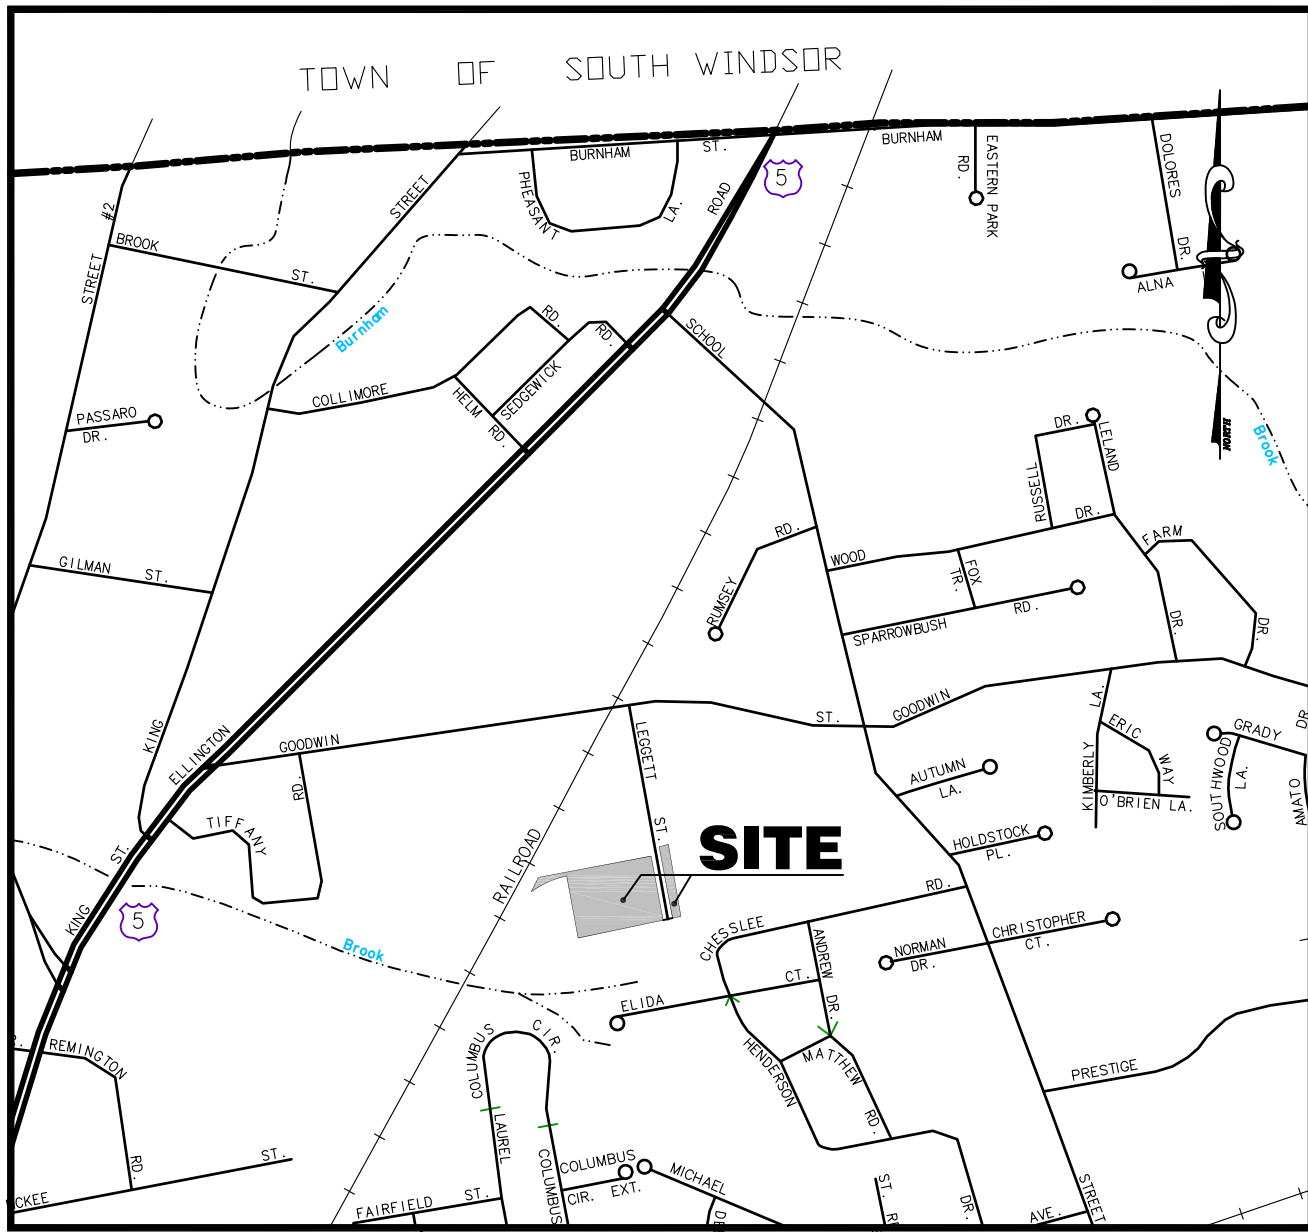 TOWN OF SOUTH WINDSOR
BURNHAM ST.
BURNHAM
EASTERN PARK
RD.
DOLORES
DR.
ALNA
STREET #2
BROOK ST.
STREET
PHEASANT
LA.
ROAD
5
Burnham
COLLIMORE
RD.
HELM
RD.
SEDGEWICK
RD.
SCHOOL
NORTH
Brook
PASSARO
DR.
DR.
LELAND
RUSSELL
DR.
GILMAN ST.
RUMSEY
RD.
WOOD
FOX
TR.
FARM
DR.
DR.
SPARROWBUSH
RD.
KING
ELLINGTON
GOODWIN
ST.
GOODWIN
RD.
TIFFANY
LEGGETT
ST.
LA.
KIMBERLY
ERIC
WAY
O'BRIEN LA.
SOUTHWOOD
LA.
GRADY
DR.
AMATO
AUTUMN
LA.
HOLDSTOCK
PL.
SITE
RAILROAD
KING
ST.
5
Brook
CHESSLEE
RD.
ANDREW
DR.
NORMAN
DR.
CHRISTOPHER
CT.
ELIDA
CT.
COLUMBUS
CIR.
HENDERSON
MATTHEW
RD.
PRESTIGE
REMINGTON
RD.
LAUREL
COLUMBUS
COLUMBUS
CIR. EXT.
MICHAEL
CKEE
ST.
FAIRFIELD ST.
DR.
ST.
AVE.
STREET